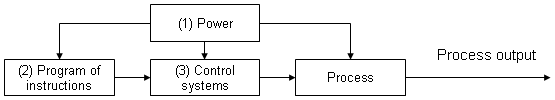 (1) Power
(2) Program of
instructions
(3) Control
systems
Process
Process output